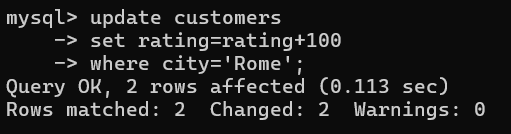 mysql> update customers
    -> set rating=rating+100
    -> where city='Rome';
Query OK, 2 rows affected (0.113 sec)
Rows matched: 2  Changed: 2  Warnings: 0